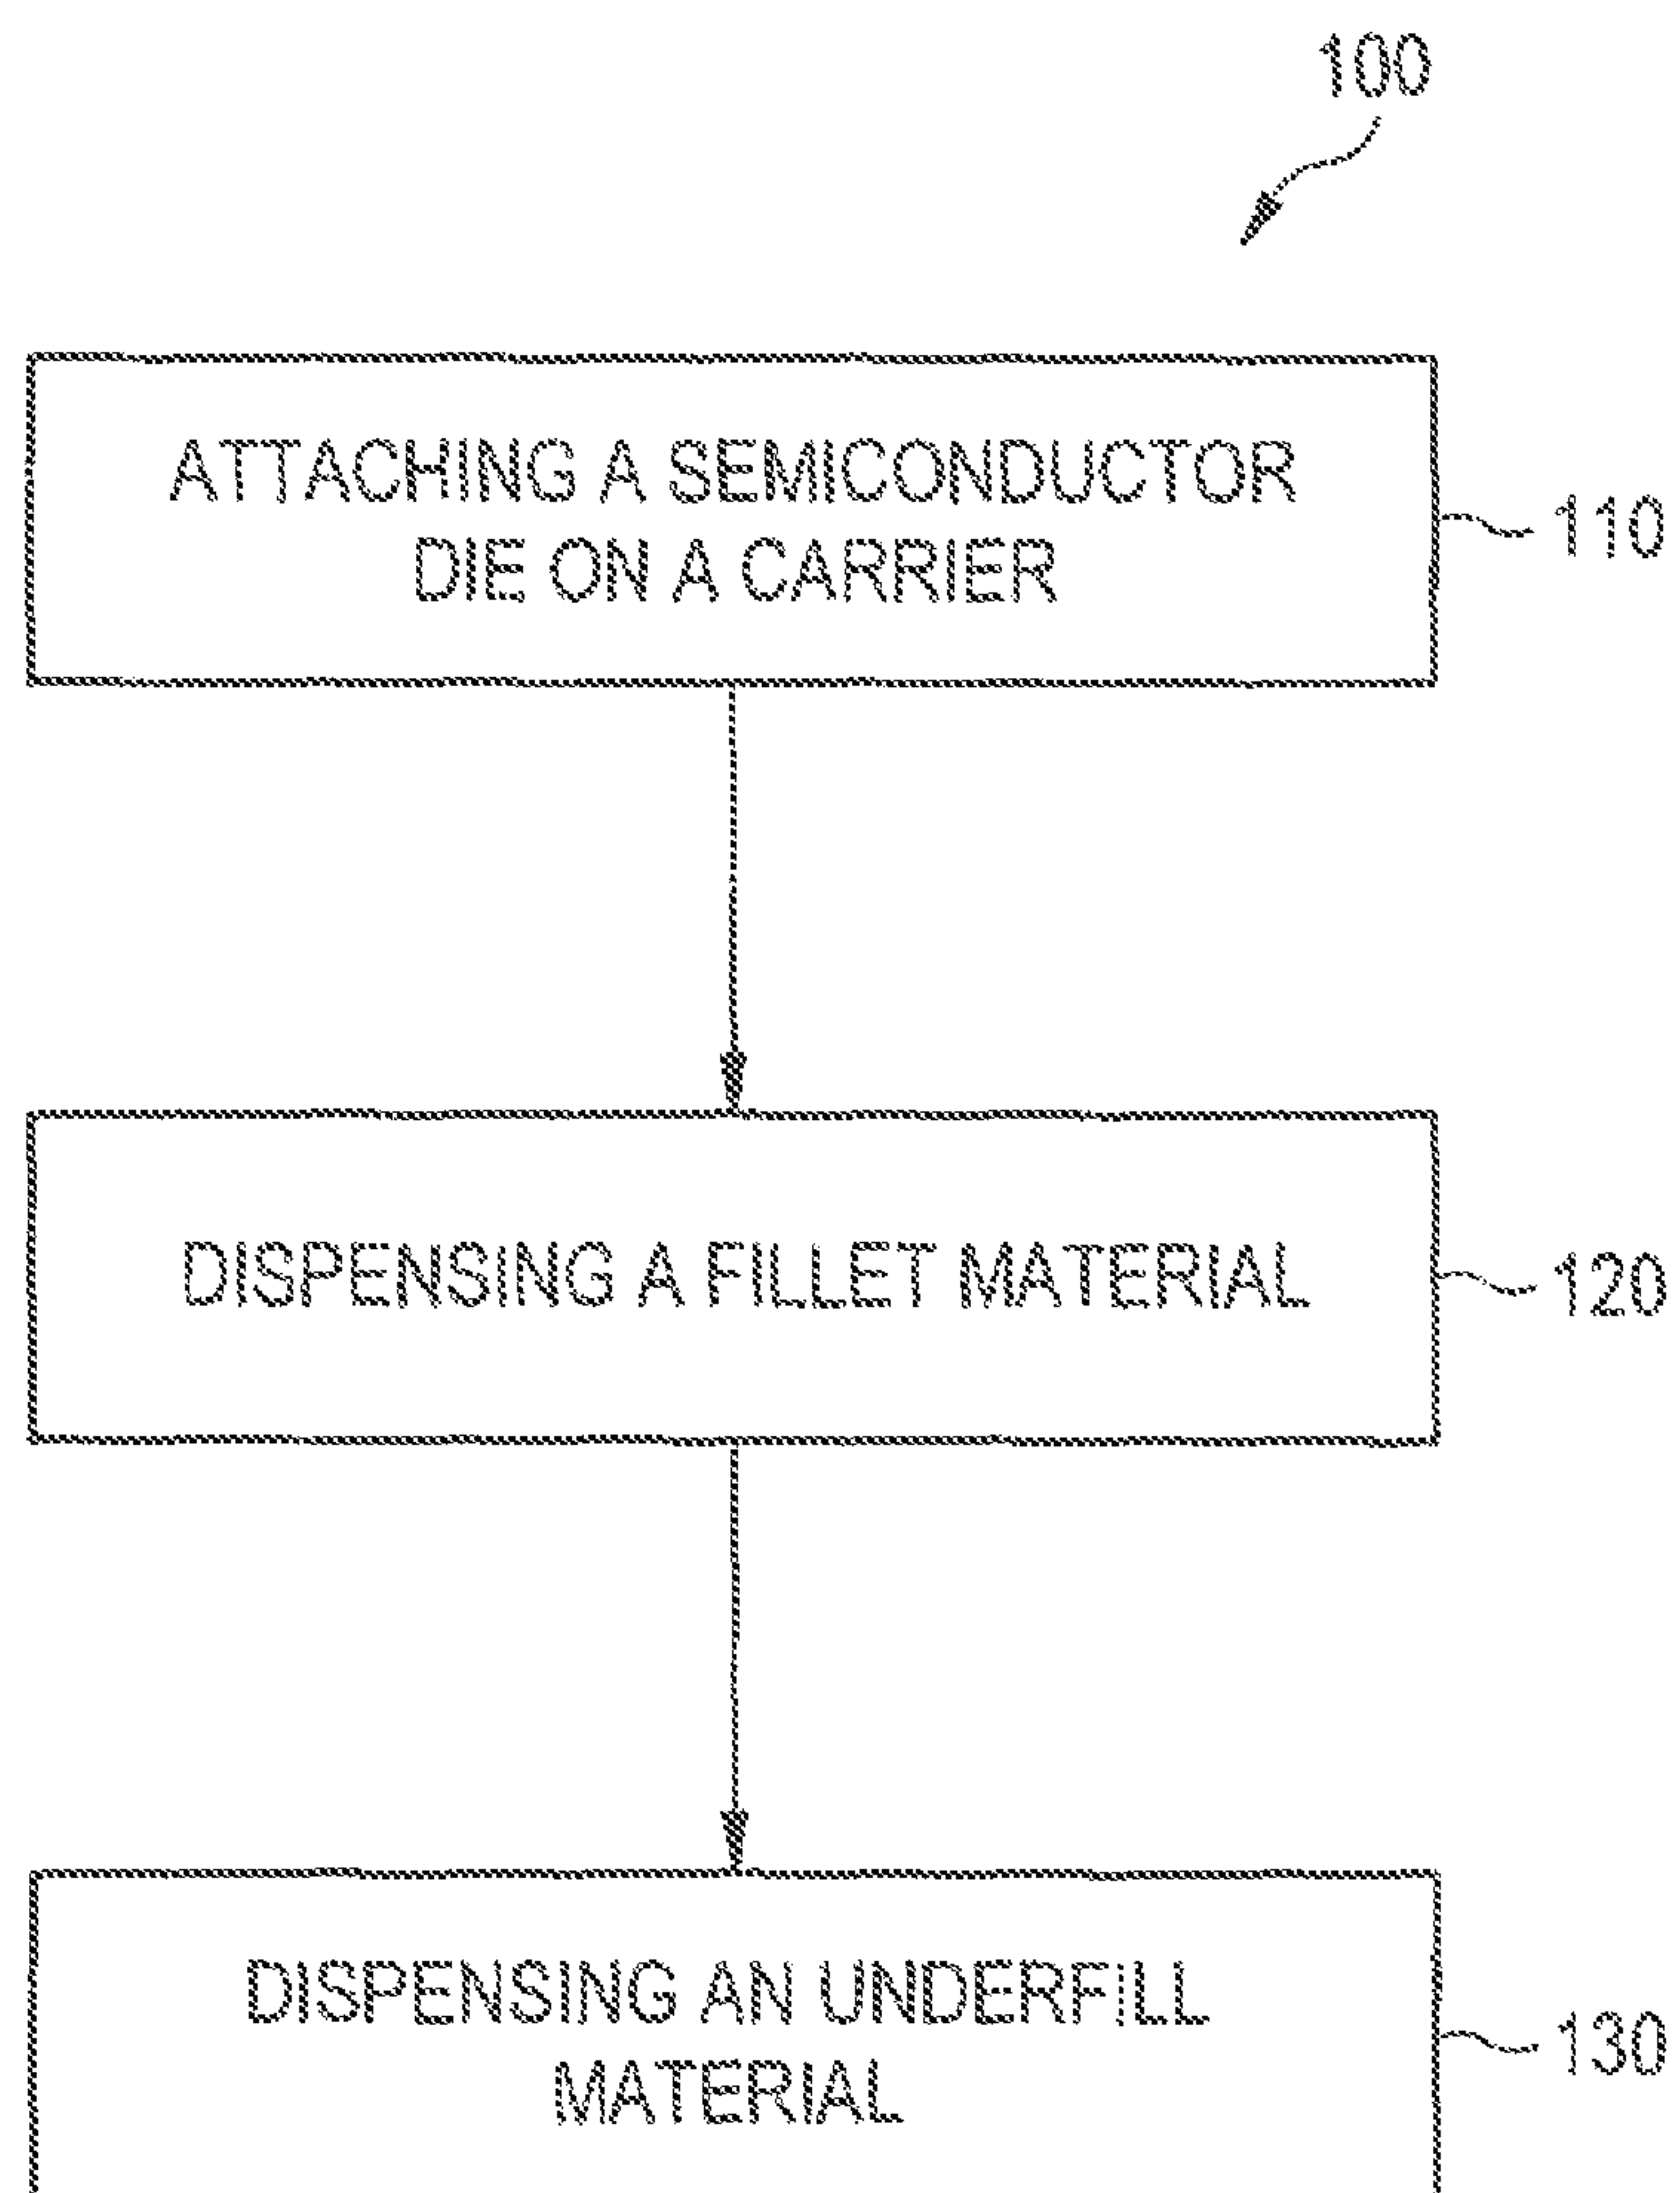 100
ATTACHING A SEMICONDUCTOR
DIE ON A CARRIER
110
DISPENSING A FILLET MATERIAL
120
DISPENSING AN UNDERFILL
MATERIAL
130